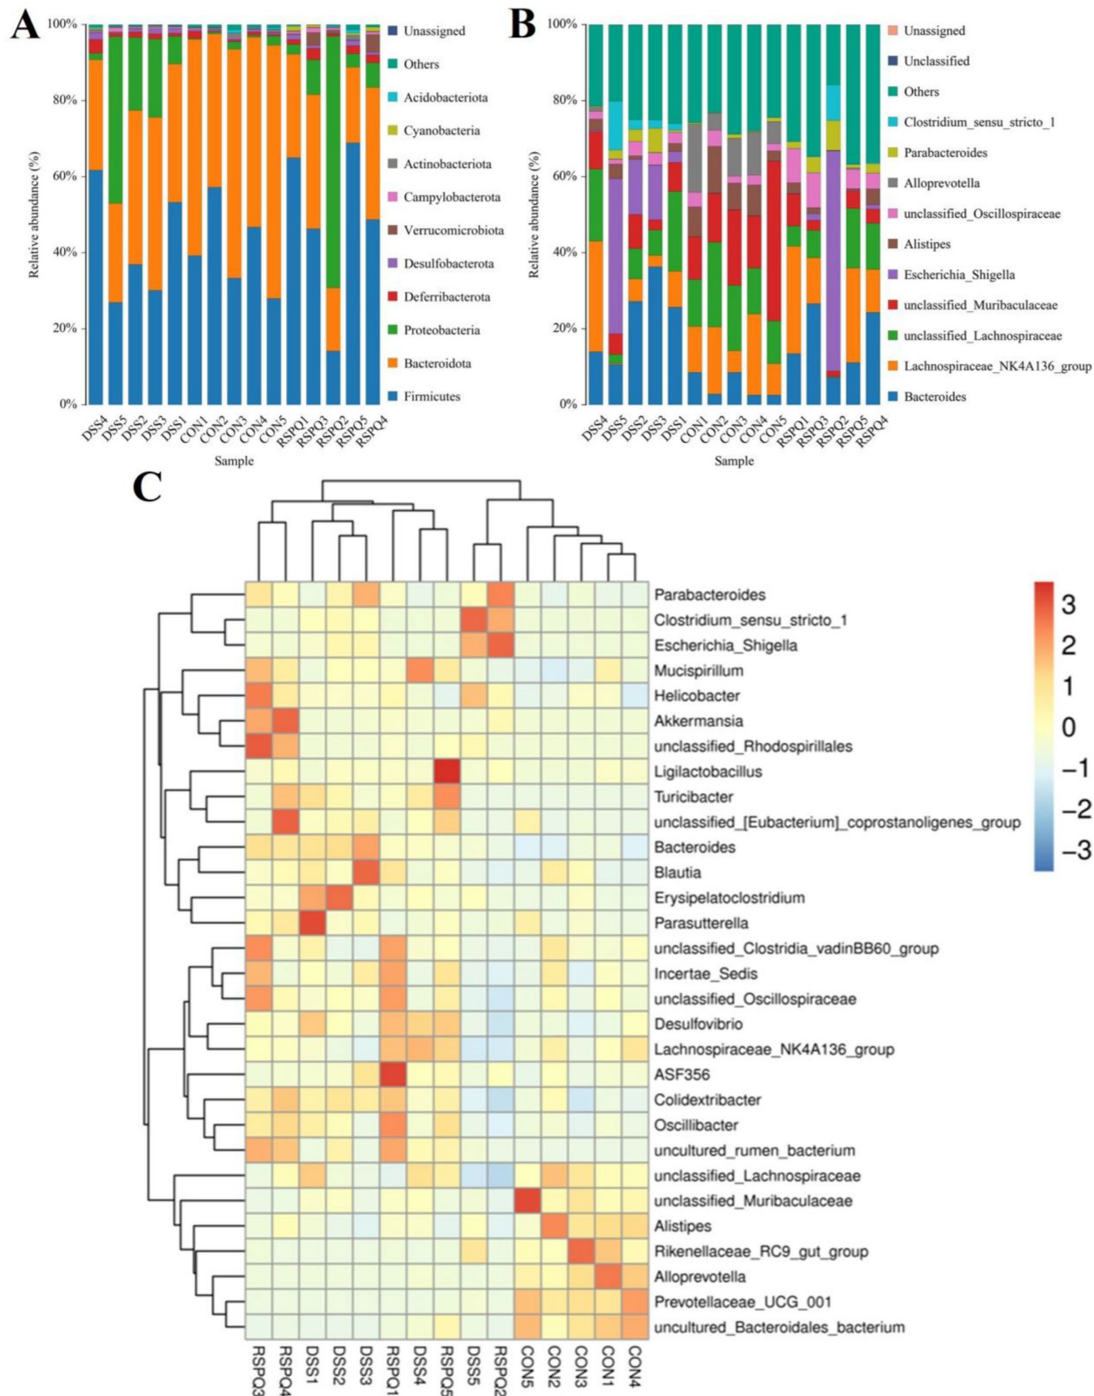 A
B
100%
80%
60%
40%
20%
0%
Relative abundance (%)
DSS4
DSS5
DSS2
DSS3
DSS1
CON1
CON2
CON3
CON4
CON5
RSPQ1
RSPQ3
RSPQ2
RSPQ5
RSPQ4
Sample
Unassigned
Others
Acidobacteriota
Cyanobacteria
Actinobacteriota
Campylobacterota
Verrucomicrobiota
Desulfobacterota
Deferribacterota
Proteobacteria
Bacteroidota
Firmicutes
100%
80%
60%
40%
20%
0%
Relative abundance (%)
DSS4
DSS5
DSS2
DSS3
DSS1
CON1
CON2
CON3
CON4
CON5
RSPQ1
RSPQ3
RSPQ2
RSPQ5
RSPQ4
Sample
Unassigned
Unclassified
Others
Clostridium_sensu_stricto_1
Parabacteroides
Alloprevotella
unclassified_Oscillospiraceae
Alistipes
Escherichia_Shigella
unclassified_Muribaculaceae
unclassified_Lachnospiraceae
Lachnospiraceae_NK4A136_group
Bacteroides
C
Parabacteroides
Clostridium_sensu_stricto_1
Escherichia_Shigella
Mucispirillum
Helicobacter
Akkermansia
unclassified_Rhodospirillales
Ligilactobacillus
Turicibacter
unclassified_[Eubacterium]_coprostanoligenes_group
Bacteroides
Blautia
Erysipelatoclostridium
Parasutterella
unclassified_Clostridia_vadinBB60_group
Incertae_Sedis
unclassified_Oscillospiraceae
Desulfovibrio
Lachnospiraceae_NK4A136_group
ASF356
Colidextribacter
Oscillibacter
uncultured_rumen_bacterium
unclassified_Lachnospiraceae
unclassified_Muribaculaceae
Alistipes
Rikenellaceae_RC9_gut_group
Alloprevotella
Prevotellaceae_UCG_001
uncultured_Bacteroidales_bacterium
3
2
1
0
−1
−2
−3
RSPQ3
RSPQ4
DSS1
DSS2
DSS3
RSPQ1
DSS4
RSPQ5
DSS5
RSPQ2
CON5
CON2
CON3
CON1
CON4